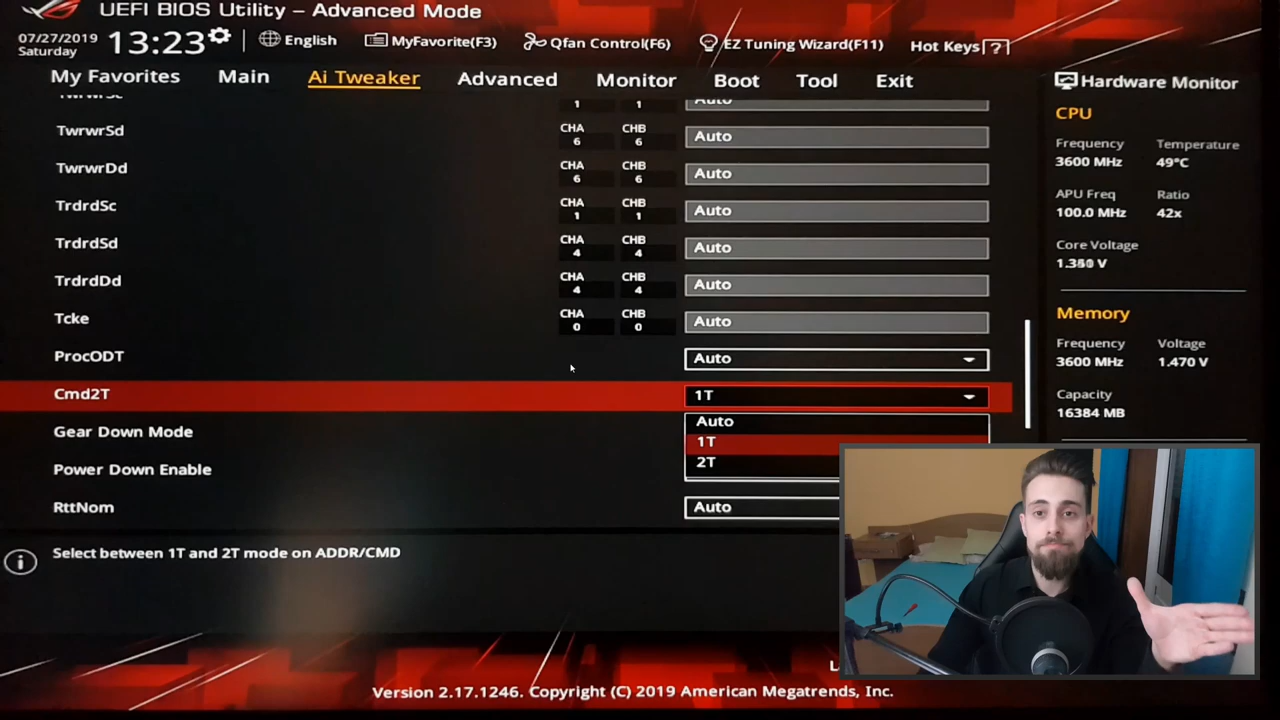 UEFI BIOS Utility – Advanced Mode
07/27/2019
Saturday
13:23
English
MyFavorite(F3)
Qfan Control(F6)
EZ Tuning Wizard(F11)
Hot Keys ?
My Favorites Main Ai Tweaker Advanced Monitor Boot Tool Exit
Hardware Monitor
1 1
Auto
TwrwrSd CHA 6 CHB 6 Auto
TwrwrDd CHA 6 CHB 6 Auto
TrdrdSc CHA 1 CHB 1 Auto
TrdrdSd CHA 4 CHB 4 Auto
TrdrdDd CHA 4 CHB 4 Auto
Tcke CHA 0 CHB 0 Auto
ProcODT Auto
Cmd2T 1T
Auto
1T
2T
Gear Down Mode
Power Down Enable
RttNom Auto
Select between 1T and 2T mode on ADDR/CMD
CPU
Frequency Temperature
3600 MHz 49°C
APU Freq Ratio
100.0 MHz 42x
Core Voltage
Memory
Frequency Voltage
3600 MHz 1.470 V
Capacity
16384 MB
Version 2.17.1246. Copyright (C) 2019 American Megatrends, Inc.